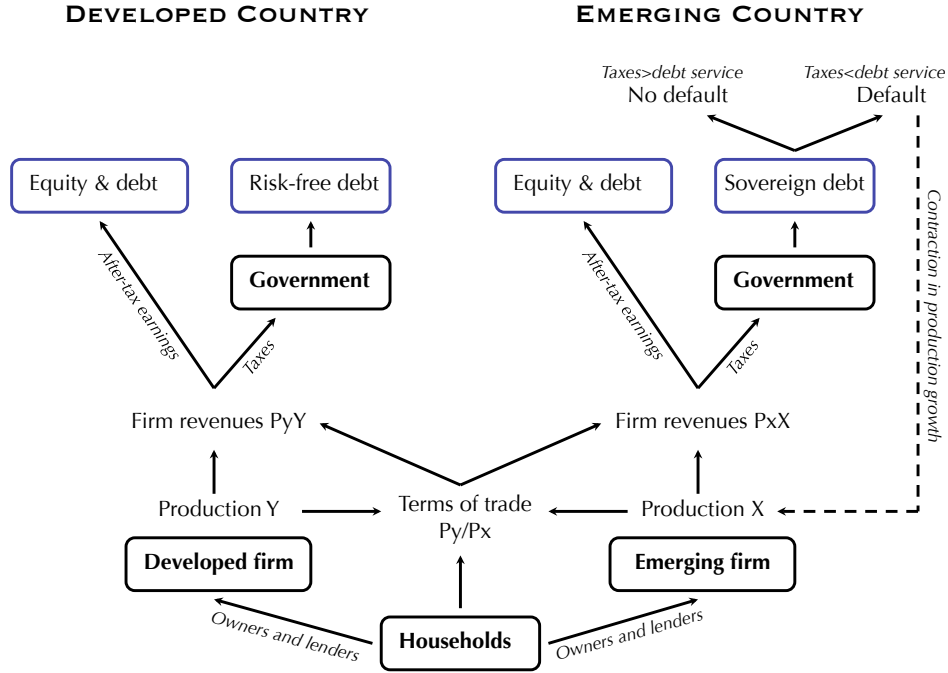 DEVELOPED COUNTRY
EMERGING COUNTRY
Taxes>debt service
No default
Taxes<debt service
Default
Equity & debt
Risk-free debt
Equity & debt
Sovereign debt
Government
Government
After-tax earnings
Taxes
After-tax earnings
Taxes
Contraction in production growth
Firm revenues PyY
Firm revenues PxX
Production Y
Terms of trade
Py/Px
Production X
Developed firm
Emerging firm
Owners and lenders
Households
Owners and lenders